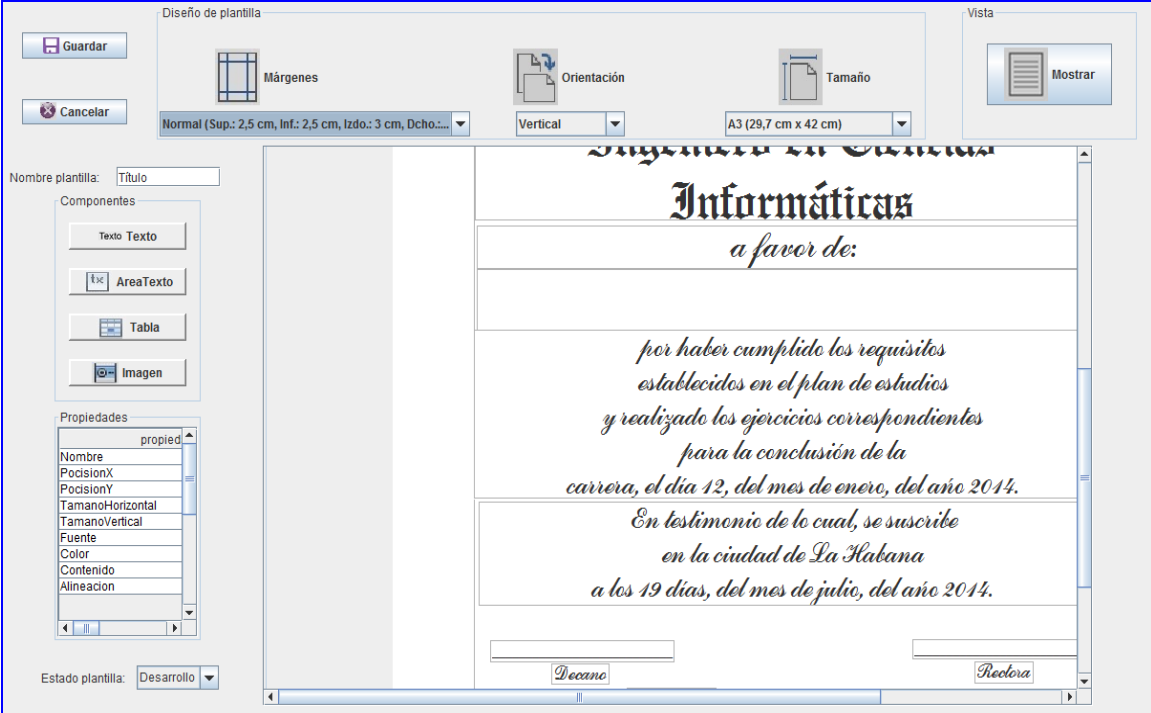 Diseño de plantilla
Vista
Guardar
Cancelar
Márgenes
Orientación
Tamaño
Mostrar
Normal (Sup.: 2,5 cm, Inf.: 2,5 cm, Izdo.: 3 cm, Dcho.:...
Vertical
A3 (29,7 cm x 42 cm)
Nombre plantilla: Título
Componentes
Texto Texto
AreaTexto
Tabla
Imagen
Propiedades
propied
Nombre
PocisionX
PocisionY
TamanoHorizontal
TamanoVertical
Fuente
Color
Contenido
Alineacion
Estado plantilla: Desarrollo
Ingeniero en Ciencias
Informáticas
a favor de:
por haber cumplido los requisitos
establecidos en el plan de estudios
y realizado los ejercicios correspondientes
para la conclusión de la
carrera, el día 12, del mes de enero, del año 2014.
En testimonio de lo cual, se suscribe
en la ciudad de La Habana
a los 19 días, del mes de julio, del año 2014.
Decano
Rectora